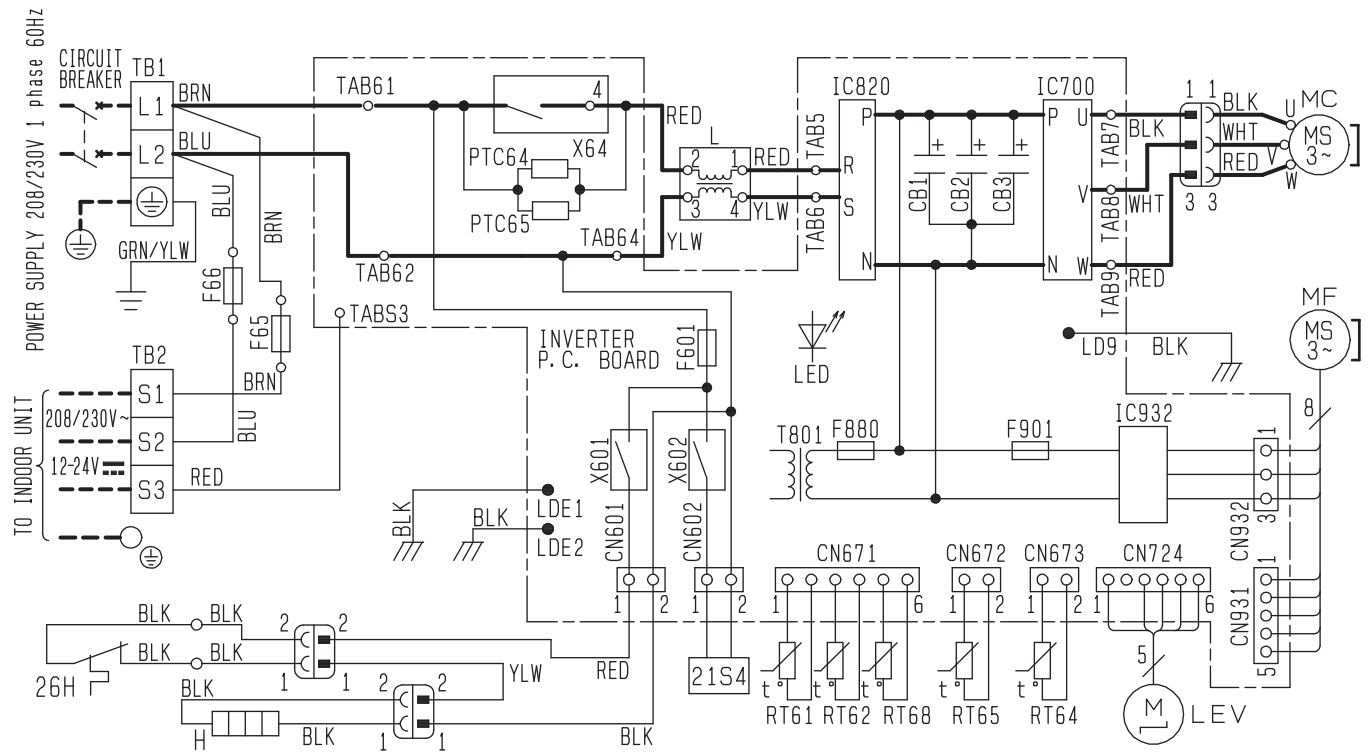 POWER SUPPLY 208/230V 1 phase 60Hz
CIRCUIT
BREAKER
TB1
L1
L2
BRN
BLU
GRN/YLW
BLU
BRN
F66
F65
TAB61
TAB62
TABS3
4
X64
PTC64
PTC65
TAB64
RED
YLW
L
2
1
3
4
RED
YLW
TAB5
TAB6
IC820
P
R
S
N
CB1
+
CB2
+
CB3
+
IC700
P
N
U
V
W
TAB7
TAB8
TAB9
BLK
WHT
RED
1
1
3
3
BLK
WHT
RED
U
V
W
MC
MS
3~
TB2
S1
S2
S3
BRN
BLU
RED
TO INDOOR UNIT
208/230V~
12-24V
INVERTER
P.C. BOARD
F601
X601
X602
LED
LD9
BLK
MF
MS
3~
8
T801
F880
F901
IC932
1
3
CN932
BLK
BLK
LDE1
LDE2
CN601
CN602
1
2
1
2
CN671
1
6
CN672
1
2
CN673
1
2
CN724
1
6
CN931
1
5
t°
RT61
t°
RT62
t°
RT68
t°
RT65
t°
RT64
5
M
LEV
21S4
BLK
BLK
BLK
BLK
26H
2
2
1
1
RED
YLW
BLK
2
2
1
1
H
BLK
BLK